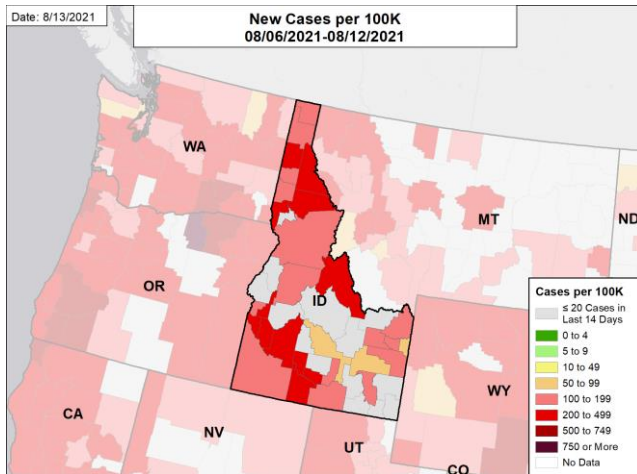 Date: 8/13/2021
New Cases per 100K
08/06/2021-08/12/2021
WA
MT
ND
OR
ID
WY
CA
NV
UT
CO
Cases per 100K
≤ 20 Cases in
Last 14 Days
0 to 4
5 to 9
10 to 49
50 to 99
100 to 199
200 to 499
500 to 749
750 or More
No Data